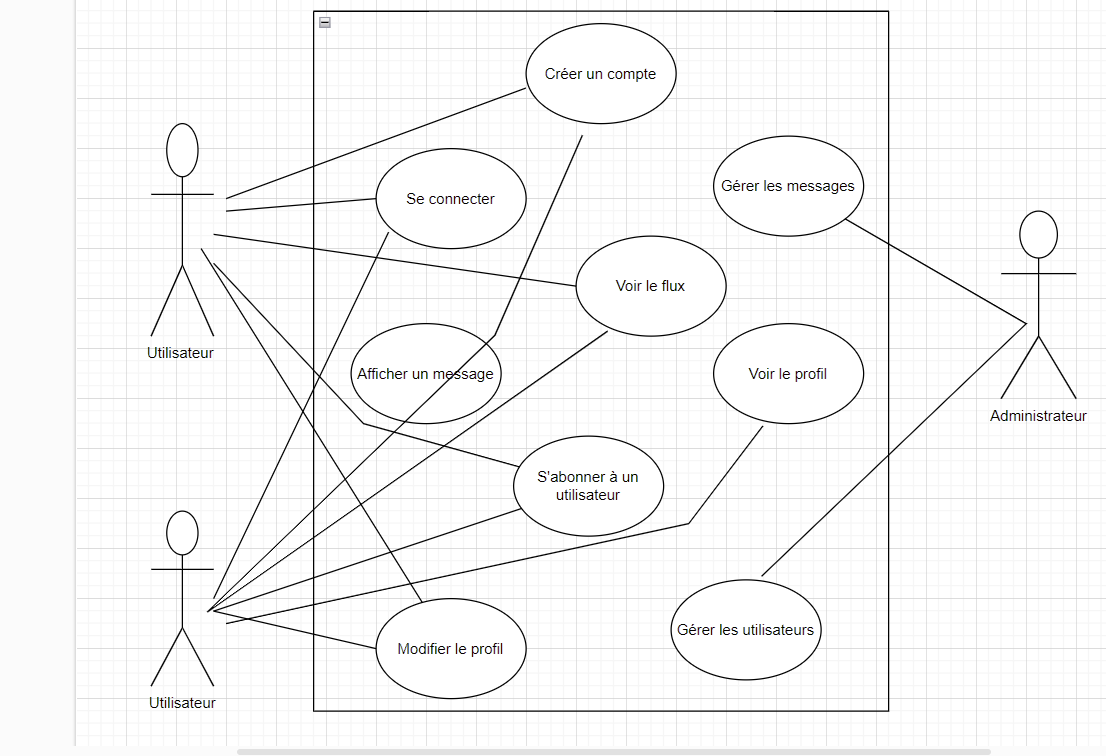 Créer un compte
Se connecter
Gérer les messages
Voir le flux
Utilisateur
Afficher un message
Voir le profil
Administrateur
S'abonner à un
utilisateur
Gérer les utilisateurs
Modifier le profil
Utilisateur